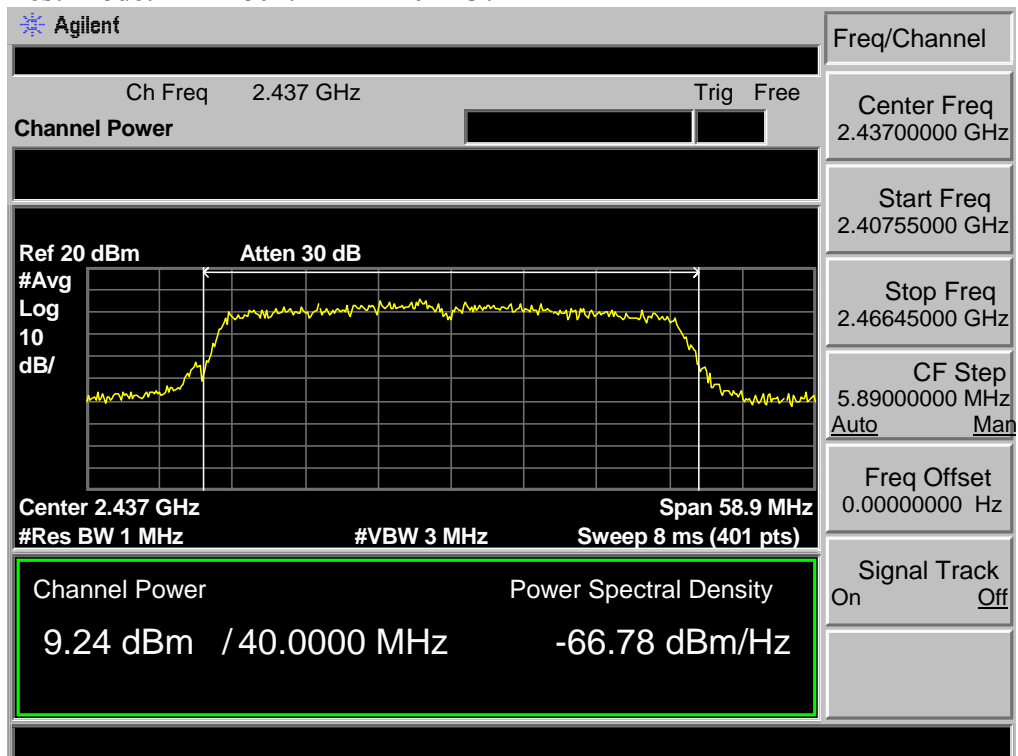 Agilent
Freq/Channel
Ch Freq 2.437 GHz Trig Free
Channel Power
Center Freq
2.43700000 GHz
Start Freq
2.40755000 GHz
Ref 20 dBm Atten 30 dB
#Avg
Log
10
dB/
Stop Freq
2.46645000 GHz
CF Step
5.89000000 MHz
Auto Man
Center 2.437 GHz Span 58.9 MHz
#Res BW 1 MHz #VBW 3 MHz Sweep 8 ms (401 pts)
Freq Offset
0.00000000 Hz
Channel Power Power Spectral Density
9.24 dBm / 40.0000 MHz -66.78 dBm/Hz
Signal Track
On Off